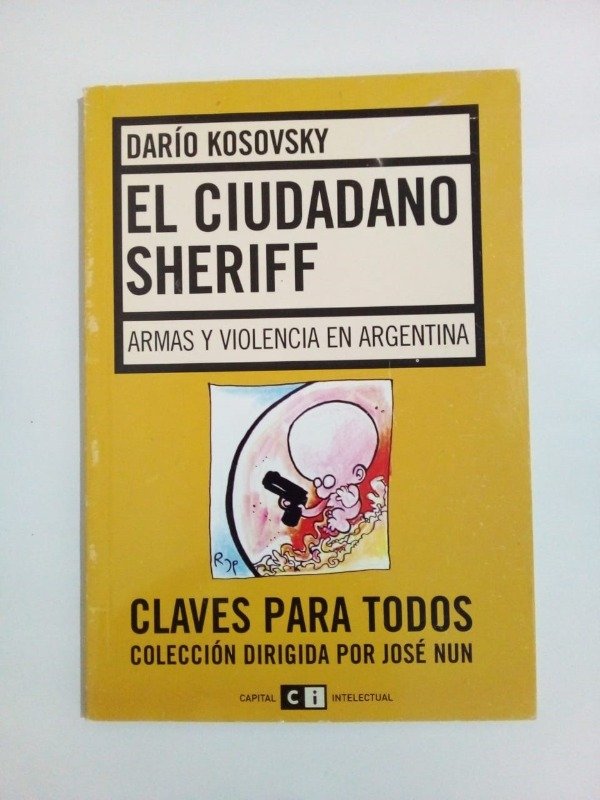 DARÍO KOSOVSKY
EL CIUDADANO
SHERIFF
ARMAS Y VIOLENCIA EN ARGENTINA
CLAVES PARA TODOS
COLECCIÓN DIRIGIDA POR JOSÉ NUN
CAPITAL Ci INTELECTUAL